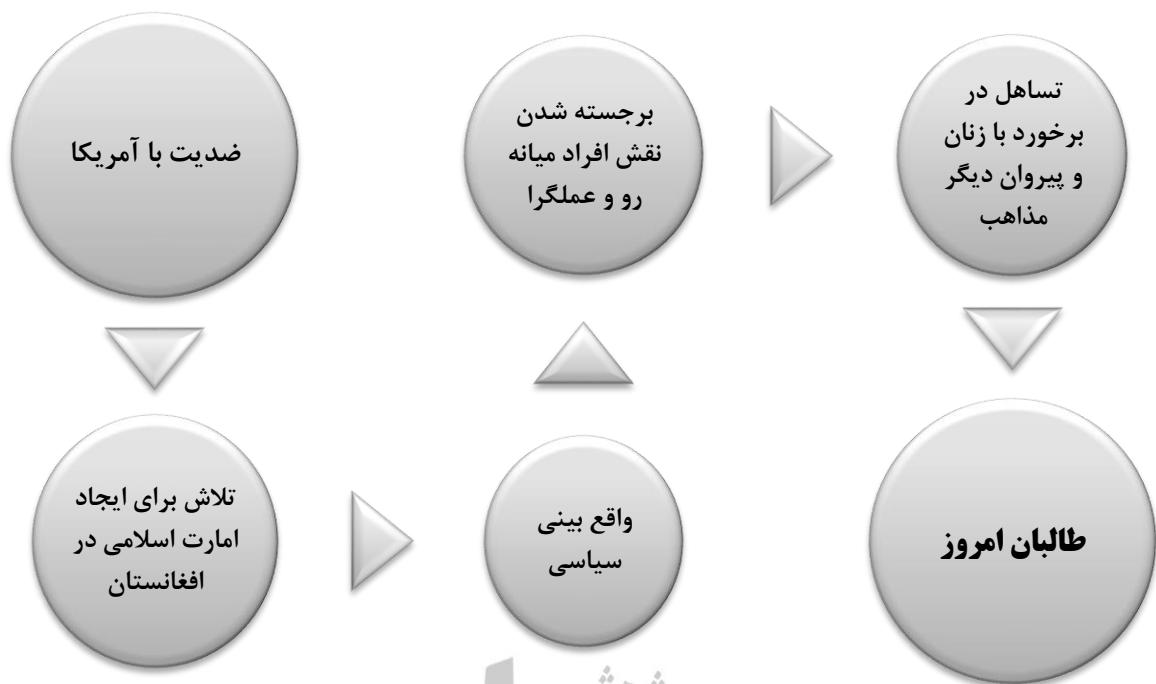 ضدیت با آمریکا
تلاش برای ایجاد
امارت اسلامی در
افغانستان
واقع بینی
سیاسی
برجسته شدن
نقش افراد میانه
رو و عملگرا
تساهل در
برخورد با زنان
و پیروان دیگر
مذاهب
طالبان امروز